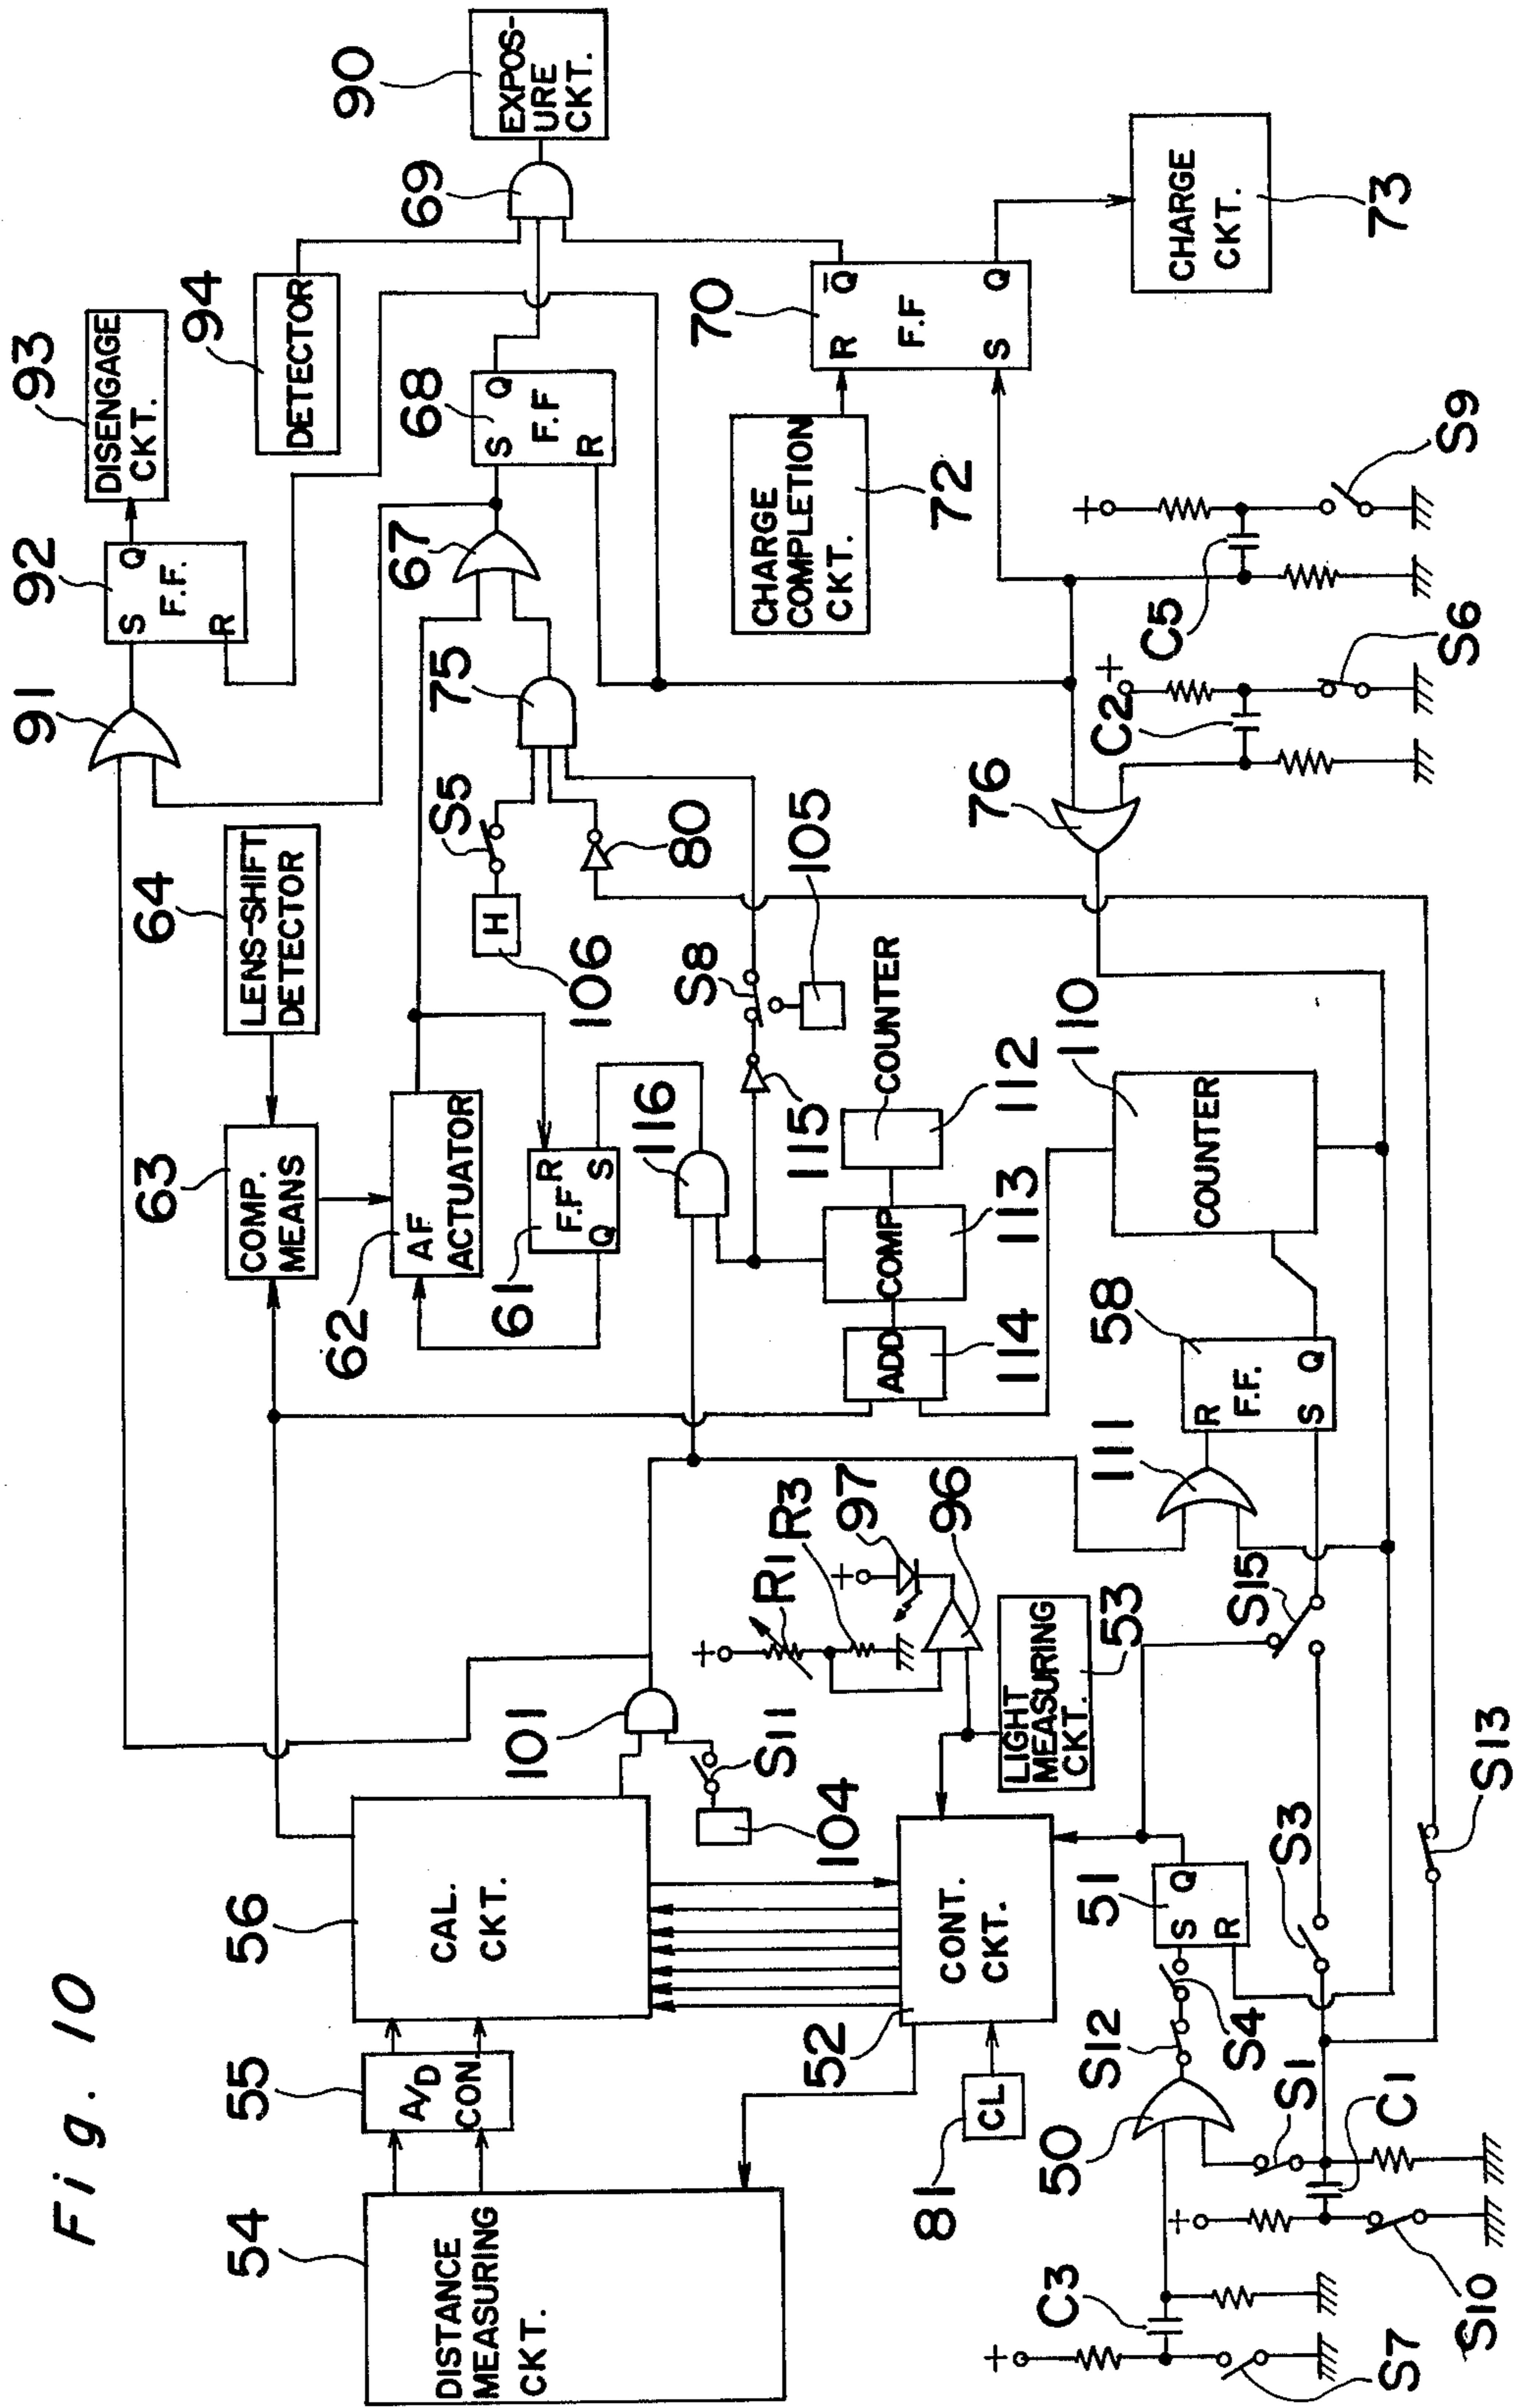 Fig. 10
54
DISTANCE
MEASURING
CKT.
55
A/D
CON.
56
CAL.
CKT.
63
COMP.
MEANS
64
LENS-SHIFT
DETECTOR
91
92
S Q
F.F.
R
93
DISENGAGE
CKT.
94
DETECTOR
62
AF
ACTUATOR
61
R
F.F
Q S
106
H
S5
75
67
68
S Q
F.F
R
69
90
EXPOS-
URE
CKT.
101
S11
104
116
115
S8
80
105
COUNTER
112
COMP
113
ADD
114
R1
R3
+
97
+
96
LIGHT
MEASURING
CKT.
53
52
CONT.
CKT.
81
CL
CHARGE
COMPLETION
CKT.
72
70
R Q̄
F.F
S Q
CHARGE
CKT.
73
110
COUNTER
76
C2
+
S6
C5
+
S9
111
58
R
F.F.
S Q
S15
51
S Q
R
S4
S12
S3
S13
50
S1
C1
+
S10
C3
+
S7